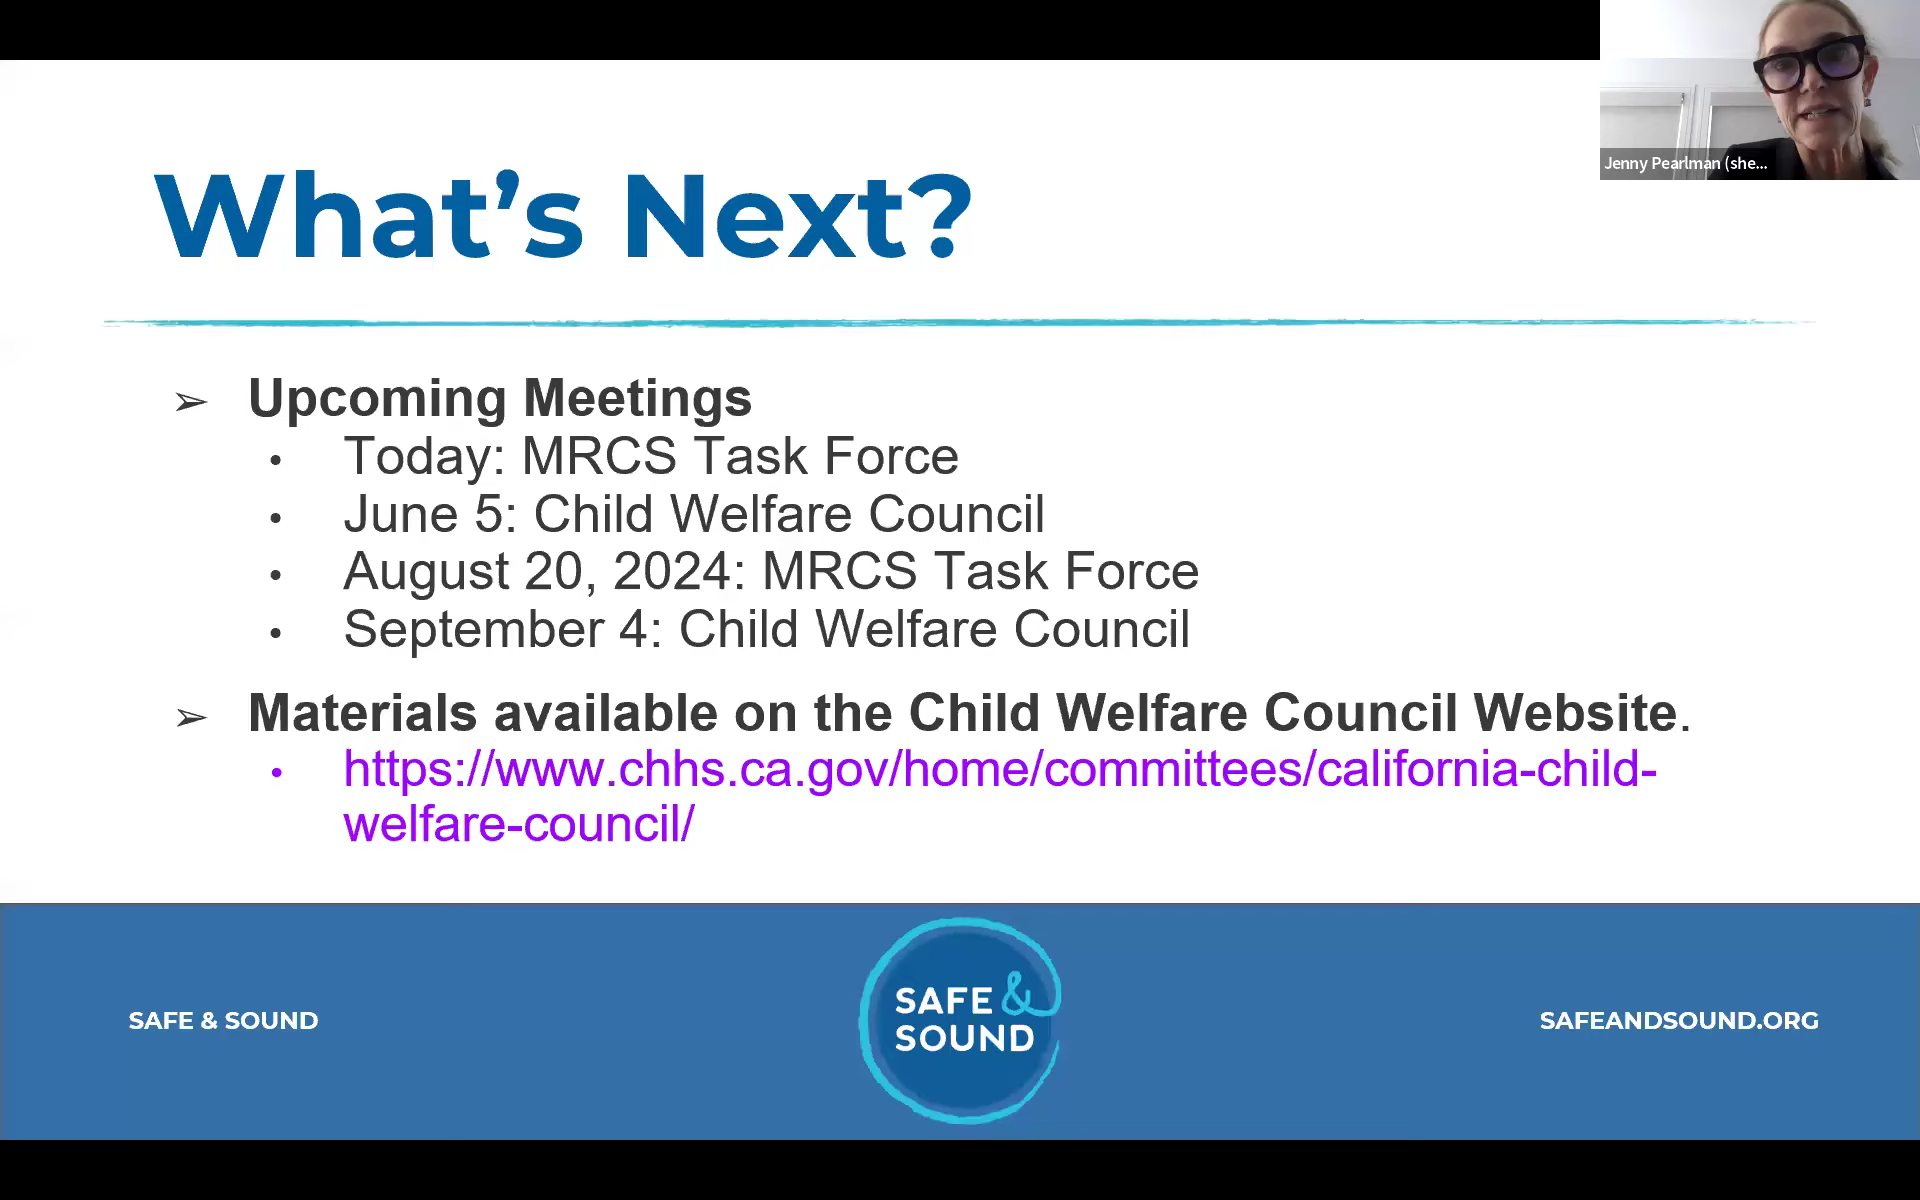 Jenny Pearlman (she...
What's Next?
➢ Upcoming Meetings
• Today: MRCS Task Force
• June 5: Child Welfare Council
• August 20, 2024: MRCS Task Force
• September 4: Child Welfare Council
➢ Materials available on the Child Welfare Council Website.
• https://www.chhs.ca.gov/home/committees/california-child-
welfare-council/
SAFE & SOUND
SAFE &
SOUND
SAFEANDSOUND.ORG